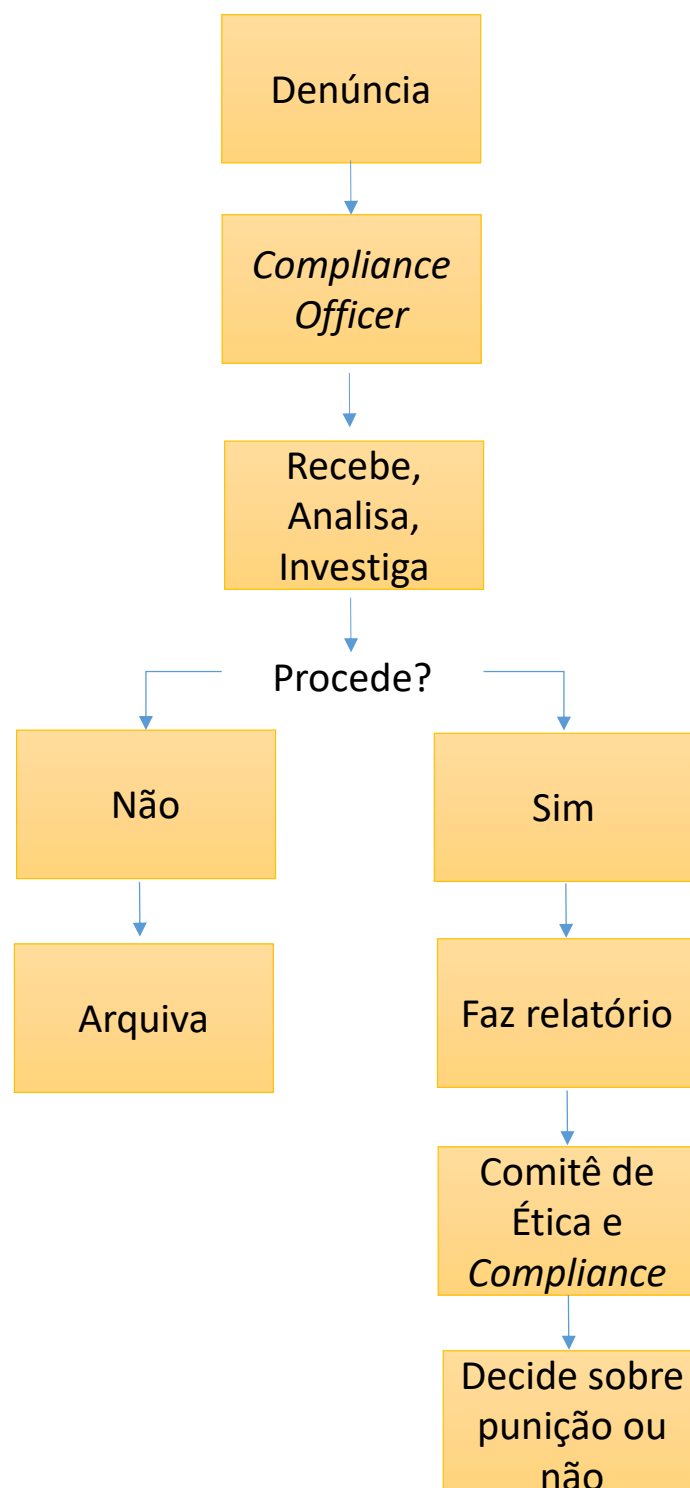 Denúncia
Compliance
Officer
Recebe,
Analisa,
Investiga
Procede?
Não
Sim
Arquiva
Faz relatório
Comitê de
Ética e
Compliance
Decide sobre
punição ou
não